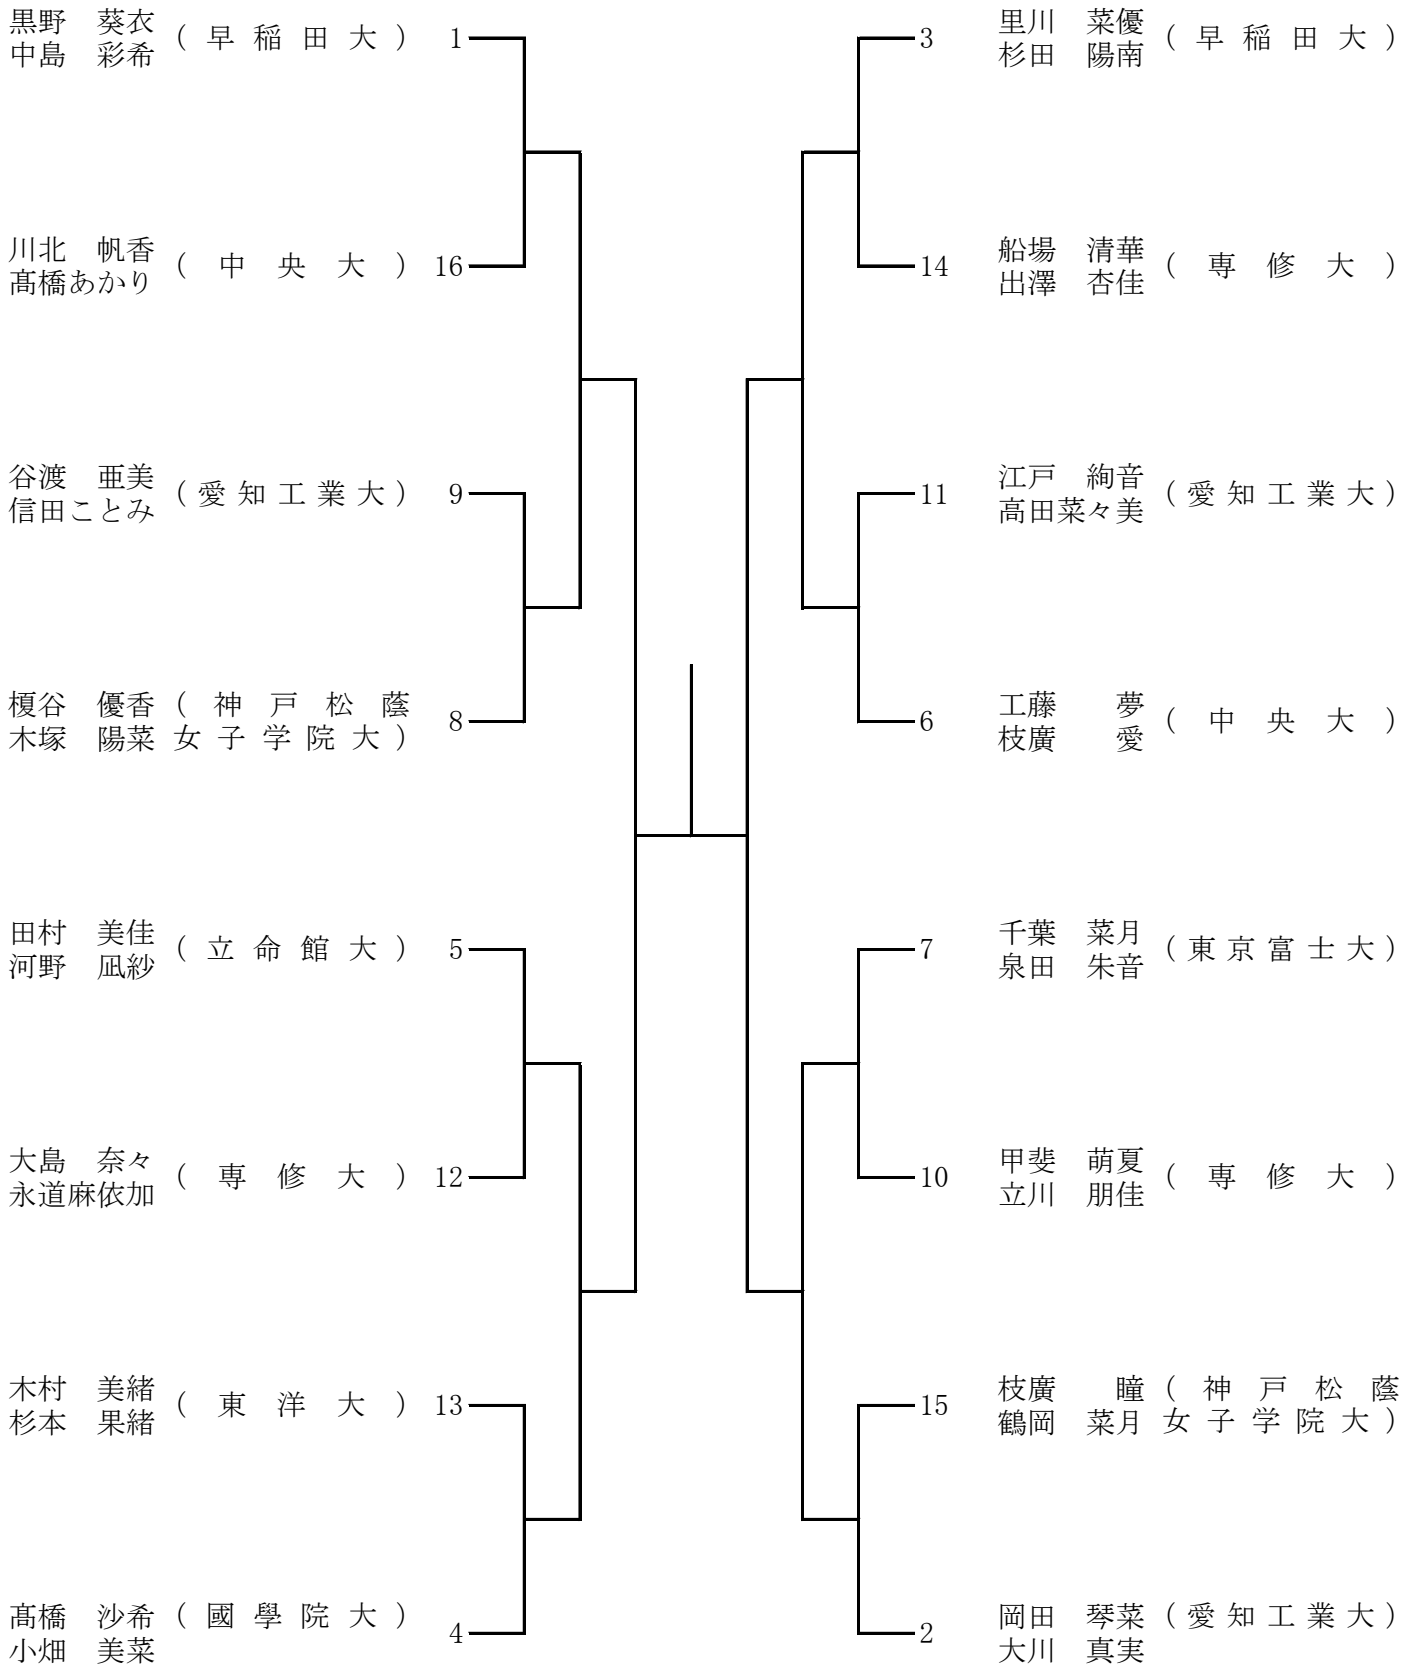 黒野　葵衣 (早稲田大) 1
中島　彩希
川北　帆香 (中央大) 16
髙橋あかり
谷渡　亜美 (愛知工業大) 9
信田ことみ
榎谷　優香 (神戸松蔭
木塚　陽菜 女子学院大) 8
田村　美佳 (立命館大) 5
河野　凪紗
大島　奈々 (専修大) 12
永道麻依加
木村　美緒 (東洋大) 13
杉本　果緒
髙橋　沙希 (國學院大) 4
小畑　美菜
3 里川　菜優 (早稲田大)
杉田　陽南
14 船場　清華 (専修大)
出澤　杏佳
11 江戸　絢音 (愛知工業大)
高田菜々美
6 工藤　　夢 (中央大)
枝廣　　愛
7 千葉　菜月 (東京富士大)
泉田　朱音
10 甲斐　萌夏 (専修大)
立川　朋佳
15 枝廣　　瞳 (神戸松蔭
鶴岡　菜月 女子学院大)
2 岡田　琴菜 (愛知工業大)
大川　真実